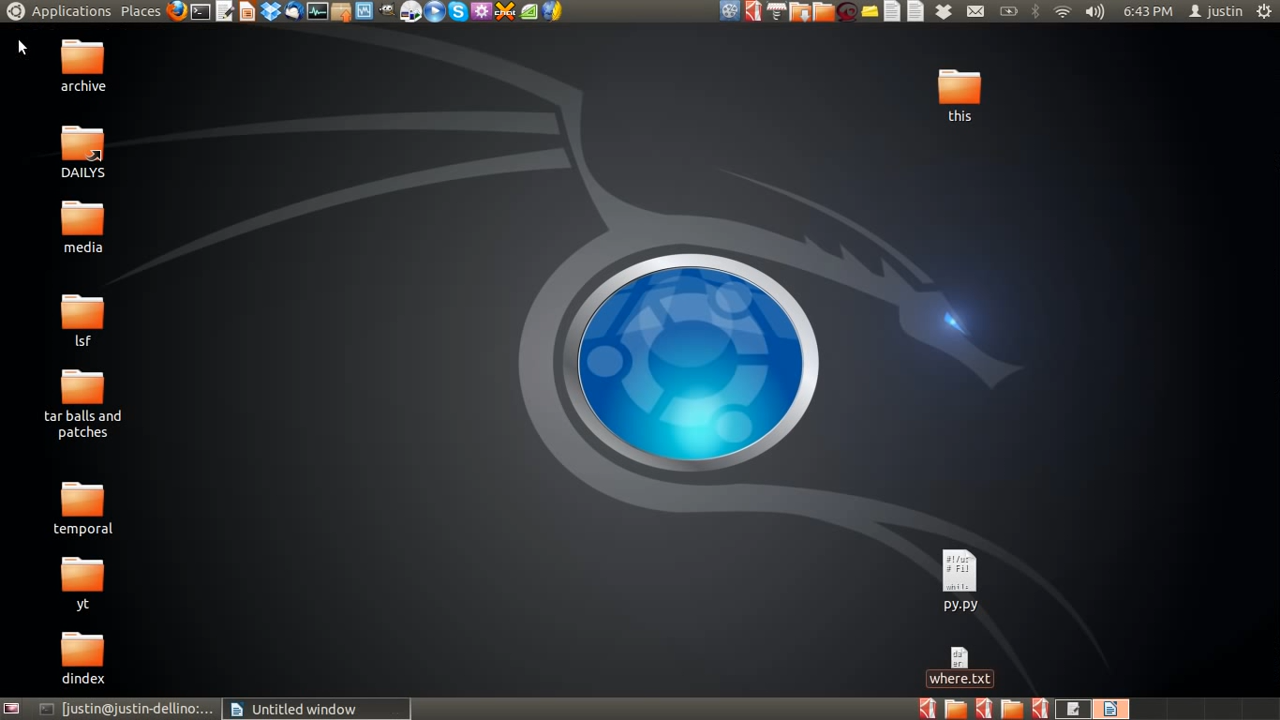 Applications Places
6:43 PM justin
archive
this
DAILYS
media
lsf
tar balls and
patches
temporal
yt
py.py
dindex
where.txt
[justin@justin-dellino:...
Untitled window